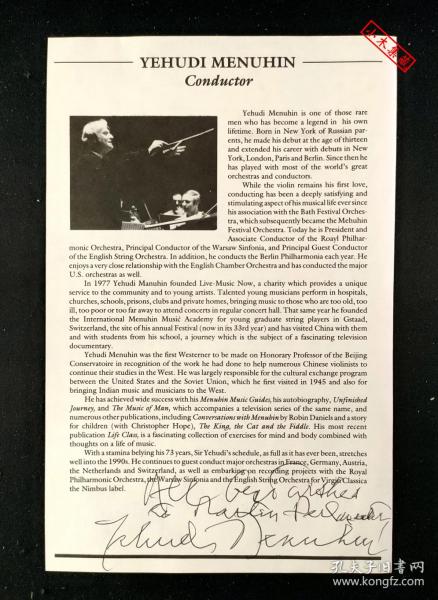 小木集品
YEHUDI MENUHIN
Conductor
Yehudi Menuhin is one of those rare
men who has become a legend in his own
lifetime. Born in New York of Russian par-
ents, he made his debut at the age of thirteen
and extended his career with debuts in New
York, London, Paris and Berlin. Since then he
has played with most of the world's great
orchestras and conductors.
While the violin remains his first love,
conducting has been a deeply satisfying and
stimulating aspect of his musical life ever since
his association with the Bath Festival Orches-
tra, which subsequently became the Mehuhin
Festival Orchestra. Today he is President and
Associate Conductor of the Roayl Philhar-
monic Orchestra, Principal Conductor of the Warsaw Sinfonia, and Principal Guest Conductor
of the English String Orchestra. In addition, he conducts the Berlin Philharmonia each year. He
enjoys a very close relationship with the English Chamber Orchestra and has conducted the major
U.S. orchestras as well.
In 1977 Yehudi Manuhin founded Live Music Now, a charity which provides a unique
service to the community and to young artists. Talented young musicians perform in hospitals,
churches, schools, prisons, clubs and private homes, bringing music to those who are too old, too
ill, too poor or too far away to attend concerts in regular concert hall. That same year he founded
the International Menuhin Music Academy for young graduate string players in Gstaad,
Switzerland, the site of his annual Festival (now in its 33rd year) and has visited China with them
and with students from his school, a journey which is the subject of a fascinating television
documentary.
Yehudi Menuhin was the first Westerner to be made on Honorary Professor of the Beijing
Conservatoire in recognition of the work he had done to help numerous Chinese violinists to
continue their studies in the West. He was largely responsible for the cultural exchange program
between the United States and the Soviet Union, which he first visited in 1945 and also for
bringing Indian music and musicians to the West.
He has achieved wide success with his Menuhin Music Guides, his autobiography, Unfinished
Journey, and The Music of Man, which accompanies a television series of the same name, and
numerous other publications, including Conversations with Menuhin by Robin Daniels and a story
for children (with Christopher Hope), The King, the Cat and the Fiddle. His most recent
publication Life Class, is a fascinating collection of exercises for mind and body combined with
thoughts on a life of music.
With a stamina belying his 73 years, Sir Yehudi's schedule, as full as it has ever been, stretches
well into the 1990s. He continues to guest conduct major orchestras in France, Germany, Austria,
the Netherlands and Switzerland, as well as embarking on recording projects with the Royal
Philharmonic Orchestra, the Warsaw Sinfonia and the English String Orchestra for Virgin Classica
the Nimbus label.
All best wishes
to Martin
Yehudi Menuhin
孔夫子旧书网
www.kongfz.com